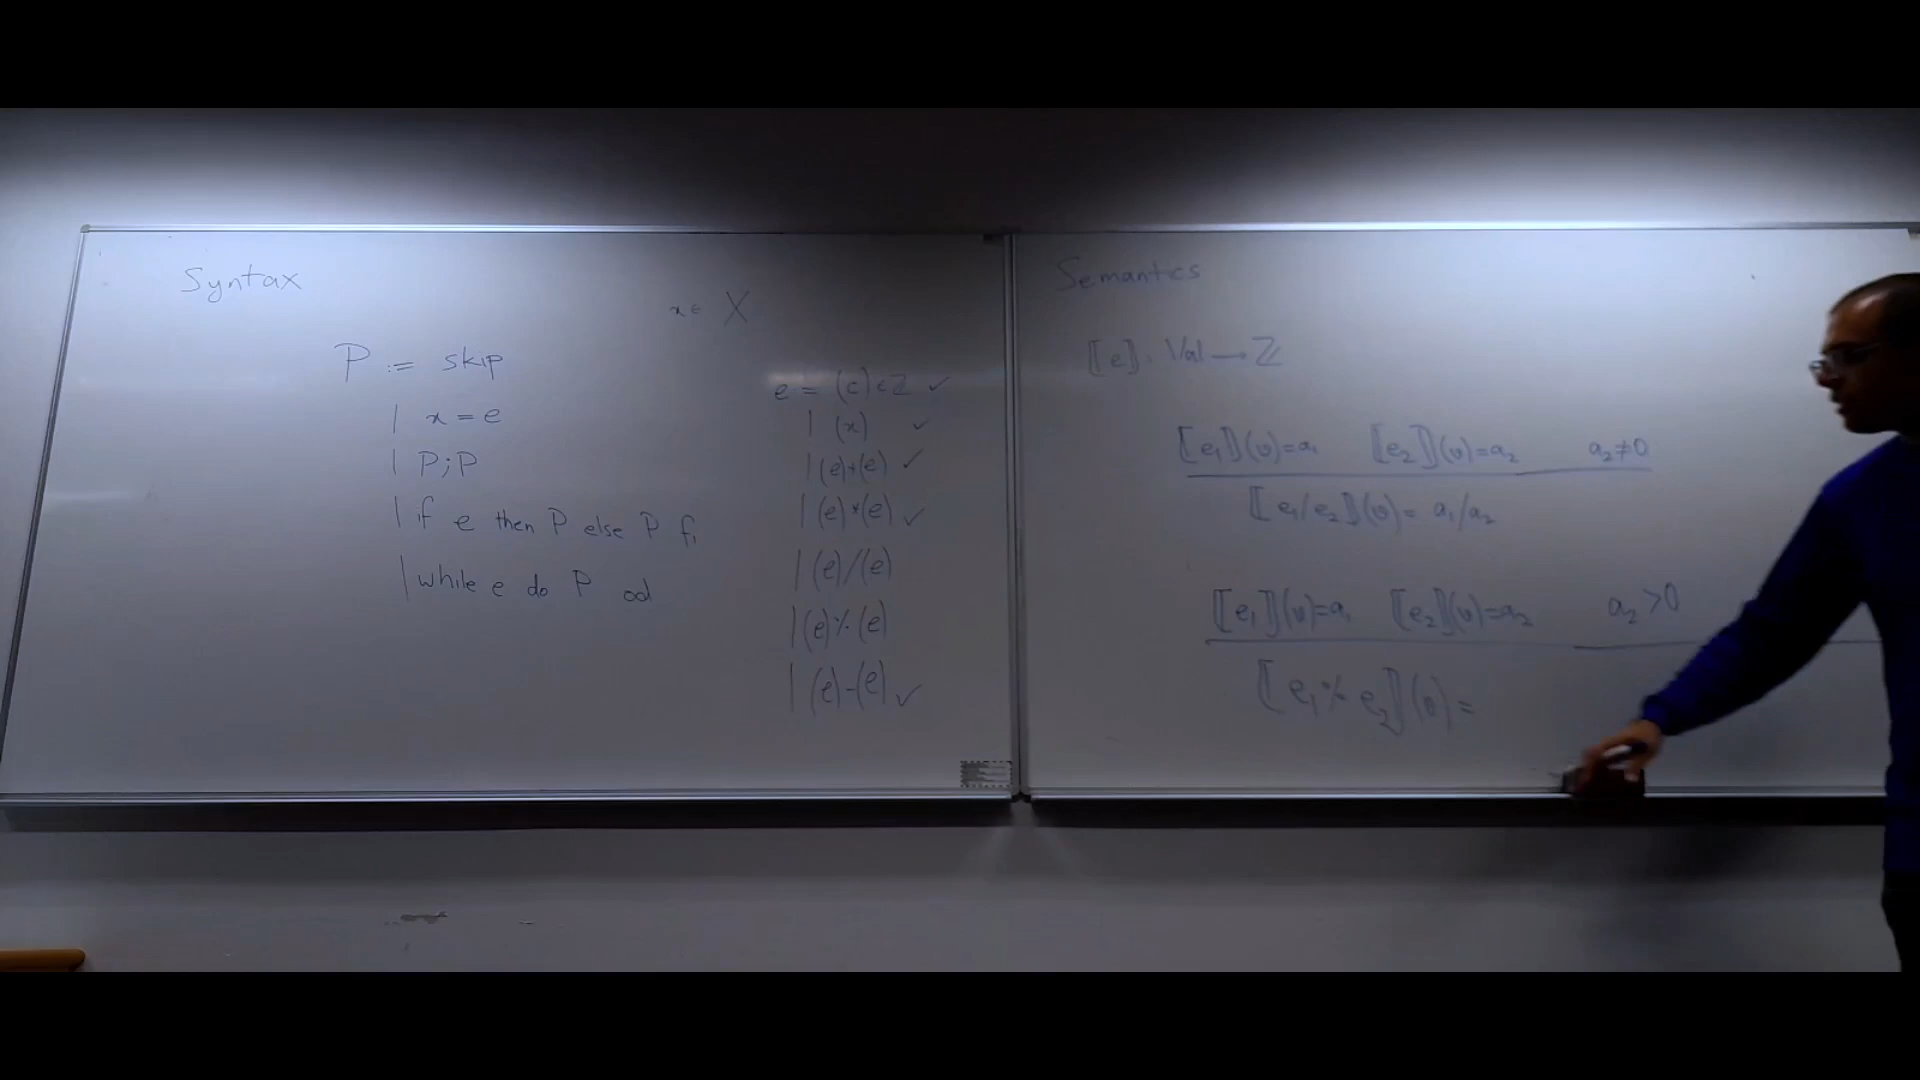 Syntax
x ∈ X
P := skip
| x = e
| P;P
| if e then P else P fi
| while e do P od
e = (c) ∈ ℤ ✓
| (x) ✓
| (e)+(e) ✓
| (e)*(e) ✓
| (e)/(e)
| (e)%(e)
| (e)-(e) ✓
Semantics
⟦e⟧: Val → ℤ
⟦e₁⟧(v)=a₁ ⟦e₂⟧(v)=a₂ a₂≠0
⟦e₁/e₂⟧(v)= a₁/a₂
⟦e₁⟧(v)=a₁ ⟦e₂⟧(v)=a₂ a₂>0
⟦e₁%e₂⟧(v)=